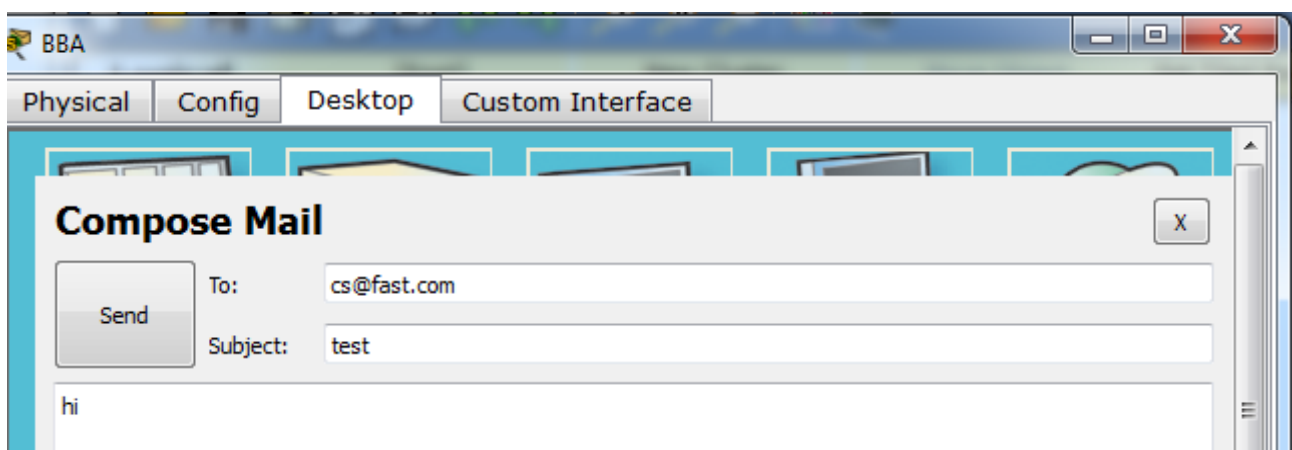 BBA
X
Physical Config Desktop Custom Interface
Compose Mail
X
Send
To: cs@fast.com
Subject: test
hi